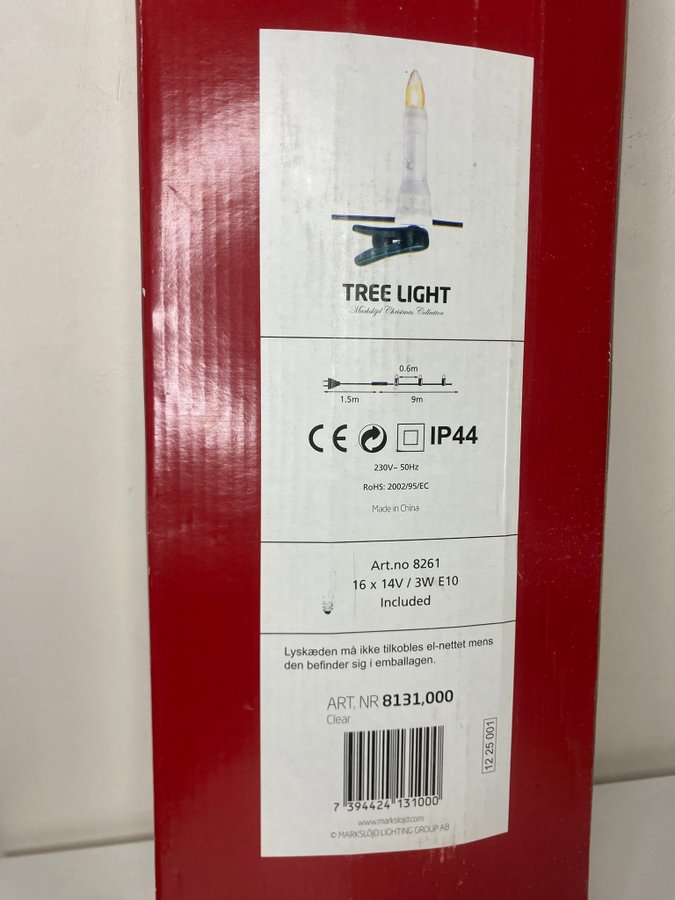 TREE LIGHT
Markslöjd Christmas Collection
0.6m
1.5m
9m
CE IP44
230V~ 50Hz
RoHS: 2002/95/EC
Made in China
Art.no 8261
16 x 14V / 3W E10
Included
Lyskæden må ikke tilkobles el-nettet mens
den befinder sig i emballagen.
ART. NR 8131,000
Clear
12 25 001
7 394424 131000
www.markslojd.com
© MARKSLÖJD LIGHTING GROUP AB